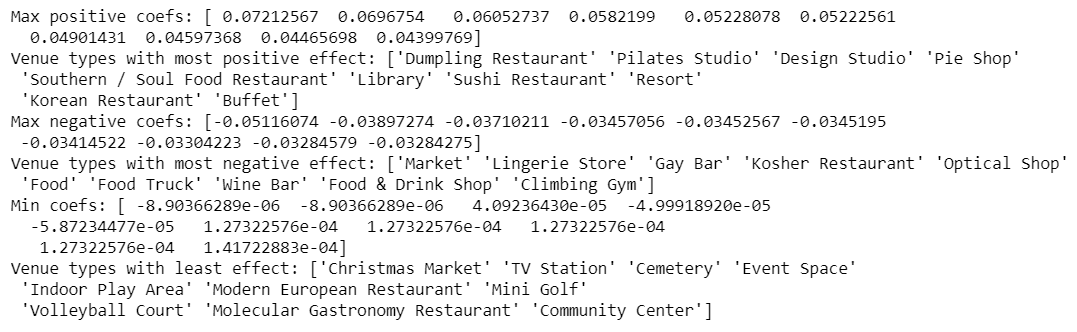 Max positive coefs: [ 0.07212567  0.0696754   0.06052737  0.0582199   0.05228078  0.05222561
  0.04901431  0.04597368  0.04465698  0.04399769]
Venue types with most positive effect: ['Dumpling Restaurant' 'Pilates Studio' 'Design Studio' 'Pie Shop'
 'Southern / Soul Food Restaurant' 'Library' 'Sushi Restaurant' 'Resort'
 'Korean Restaurant' 'Buffet']
Max negative coefs: [-0.05116074 -0.03897274 -0.03710211 -0.03457056 -0.03452567 -0.0345195
 -0.03414522 -0.03304223 -0.03284579 -0.03284275]
Venue types with most negative effect: ['Market' 'Lingerie Store' 'Gay Bar' 'Kosher Restaurant' 'Optical Shop'
 'Food' 'Food Truck' 'Wine Bar' 'Food & Drink Shop' 'Climbing Gym']
Min coefs: [ -8.90366289e-06  -8.90366289e-06   4.09236430e-05  -4.99918920e-05
  -5.87234477e-05   1.27322576e-04   1.27322576e-04   1.27322576e-04
   1.27322576e-04   1.41722883e-04]
Venue types with least effect: ['Christmas Market' 'TV Station' 'Cemetery' 'Event Space'
 'Indoor Play Area' 'Modern European Restaurant' 'Mini Golf'
 'Volleyball Court' 'Molecular Gastronomy Restaurant' 'Community Center']